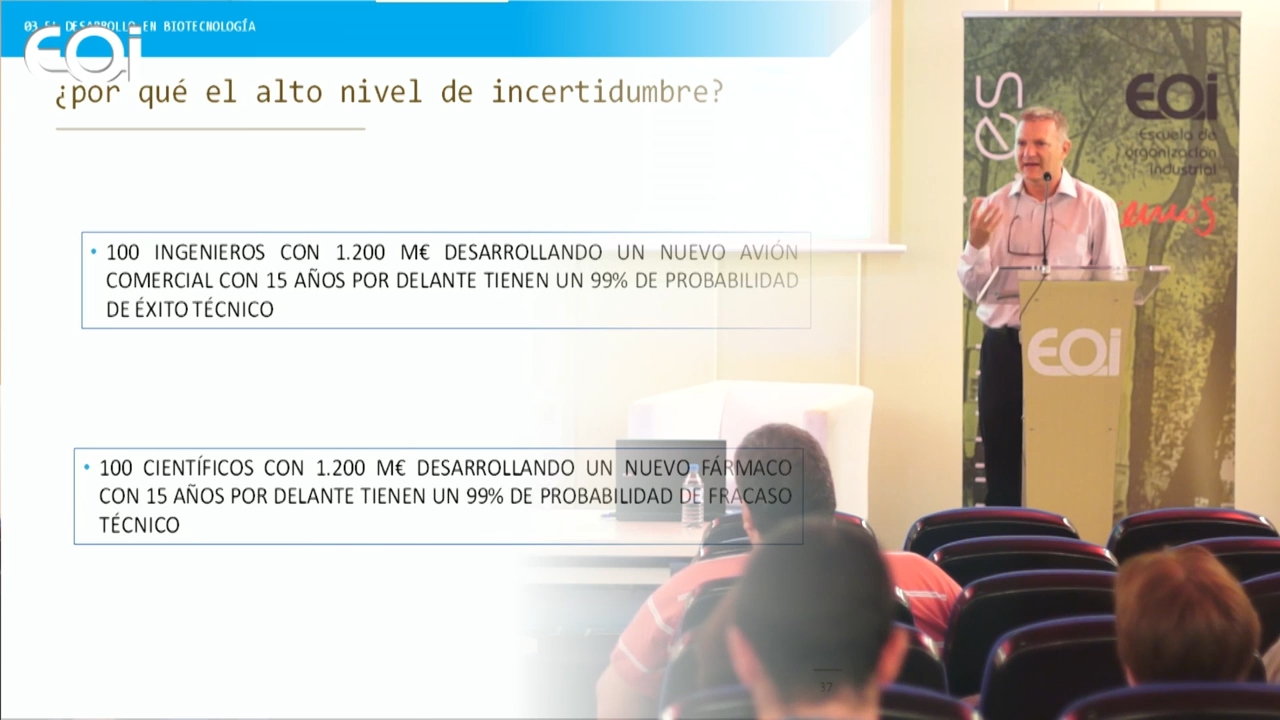 03 El DESARROLLO EN BIOTECNOLOGÍA
EOi
¿por qué el alto nivel de incertidumbre?
• 100 INGENIEROS CON 1.200 M€ DESARROLLANDO UN NUEVO AVIÓN
COMERCIAL CON 15 AÑOS POR DELANTE TIENEN UN 99% DE PROBABILIDAD
DE ÉXITO TÉCNICO
• 100 CIENTÍFICOS CON 1.200 M€ DESARROLLANDO UN NUEVO FÁRMACO
CON 15 AÑOS POR DELANTE TIENEN UN 99% DE PROBABILIDAD DE FRACASO
TÉCNICO
37
EOi
Escuela de
organización
industrial
EOi